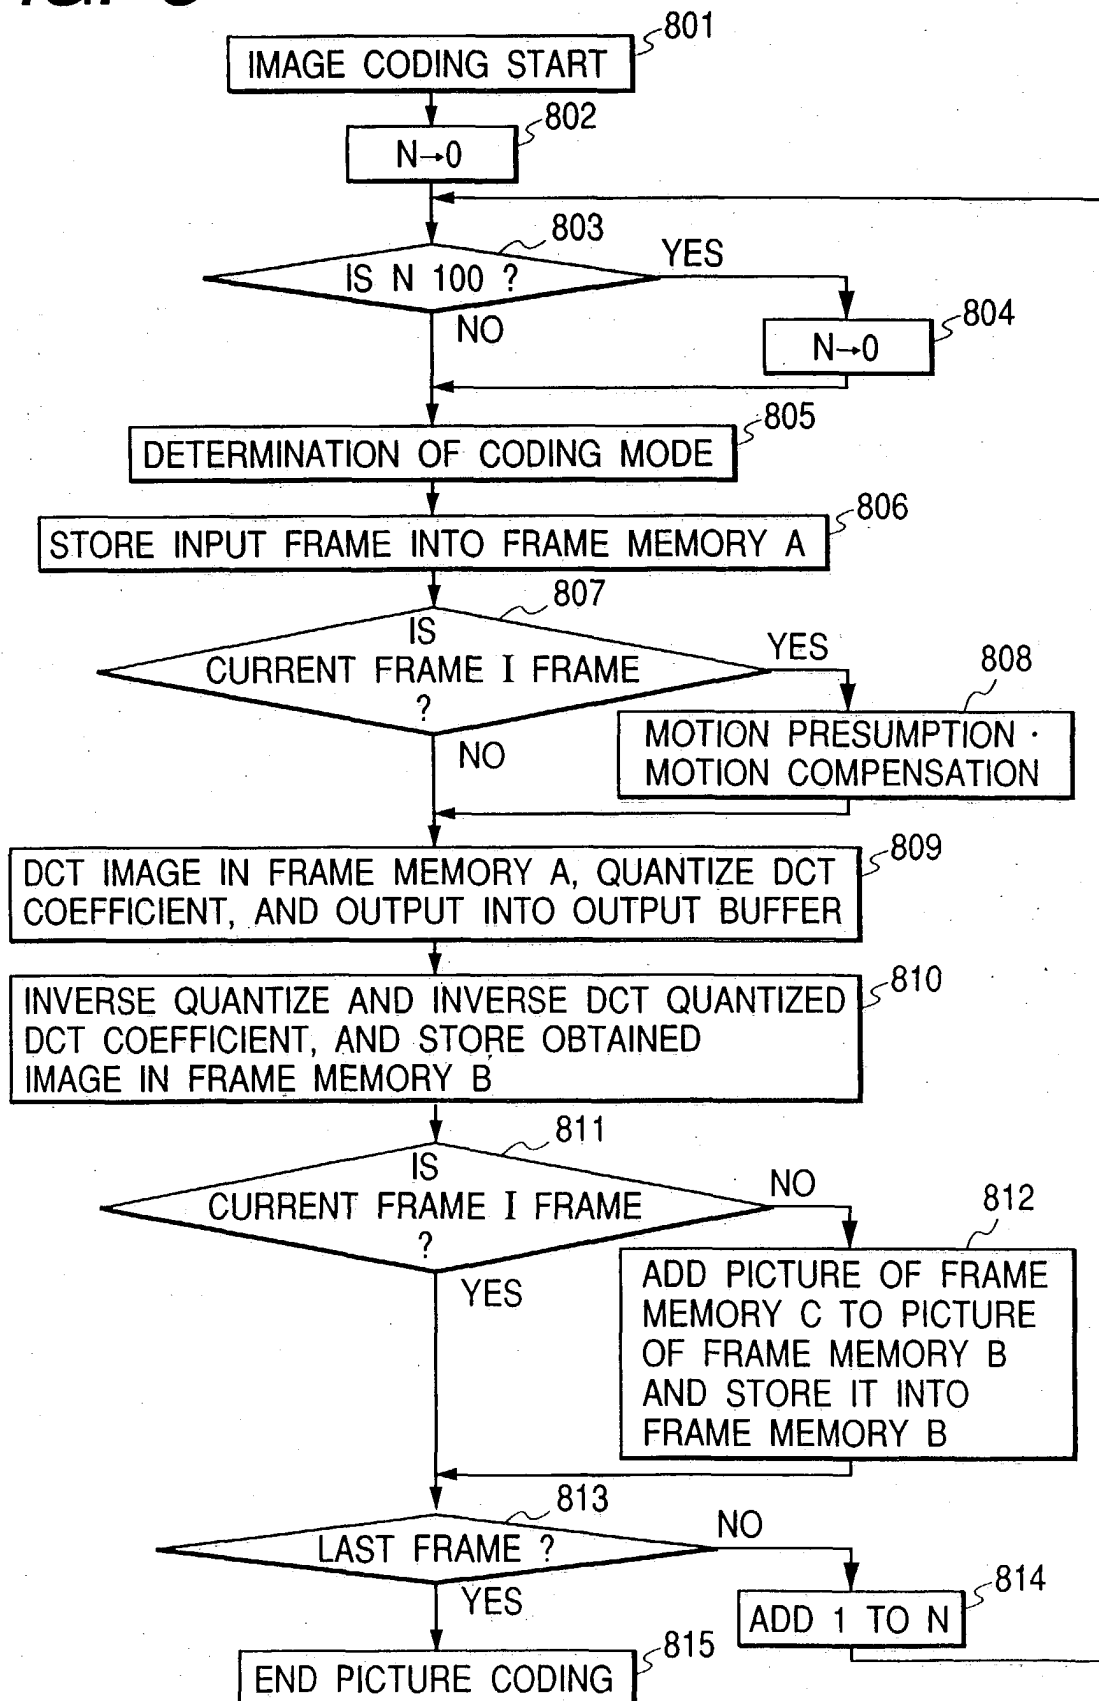 801
IMAGE CODING START
802
N→0
803
IS N 100 ?
YES
NO
804
N→0
805
DETERMINATION OF CODING MODE
806
STORE INPUT FRAME INTO FRAME MEMORY A
807
IS
CURRENT FRAME I FRAME
?
YES
NO
808
MOTION PRESUMPTION ·
MOTION COMPENSATION
809
DCT IMAGE IN FRAME MEMORY A, QUANTIZE DCT
COEFFICIENT, AND OUTPUT INTO OUTPUT BUFFER
810
INVERSE QUANTIZE AND INVERSE DCT QUANTIZED
DCT COEFFICIENT, AND STORE OBTAINED
IMAGE IN FRAME MEMORY B
811
IS
CURRENT FRAME I FRAME
?
NO
YES
812
ADD PICTURE OF FRAME
MEMORY C TO PICTURE
OF FRAME MEMORY B
AND STORE IT INTO
FRAME MEMORY B
813
LAST FRAME ?
NO
YES
814
ADD 1 TO N
815
END PICTURE CODING